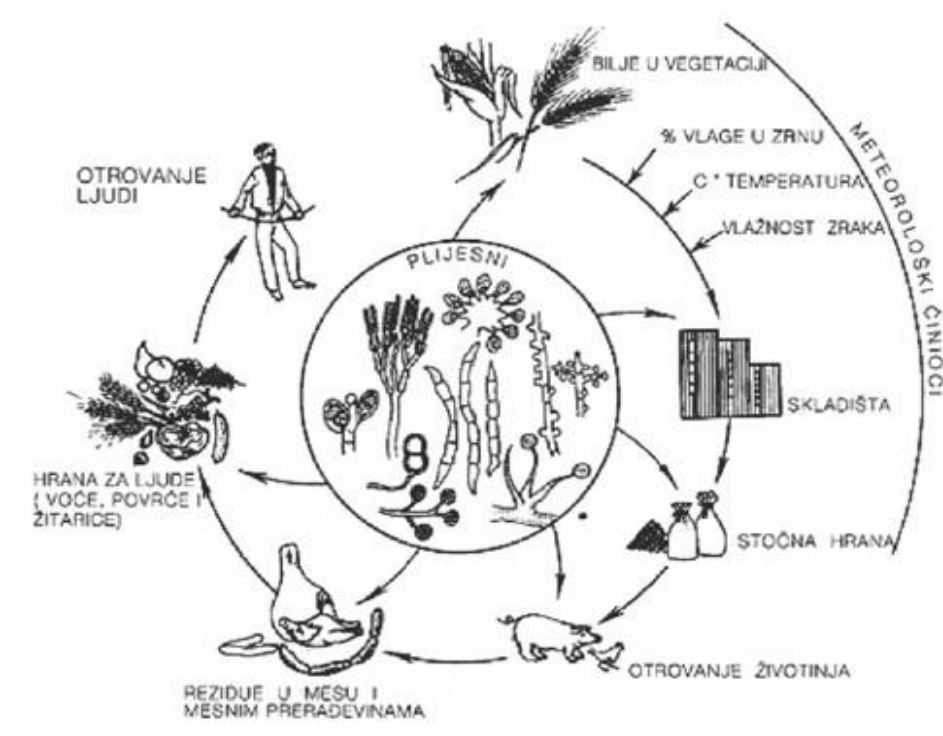 BILJE U VEGETACIJI
METEOROLOŠKI ČINIOCI
% VLAGE U ZRNU
C° TEMPERATURA
VLAŽNOST ZRAKA
OTROVANJE
LJUDI
PLIJESNI
SKLADIŠTA
HRANA ZA LJUDE
( VOĆE, POVRĆE I
ŽITARICE)
STOČNA HRANA
OTROVANJE ŽIVOTINJA
REZIDUE U MESU I
MESNIM PRERAĐEVINAMA